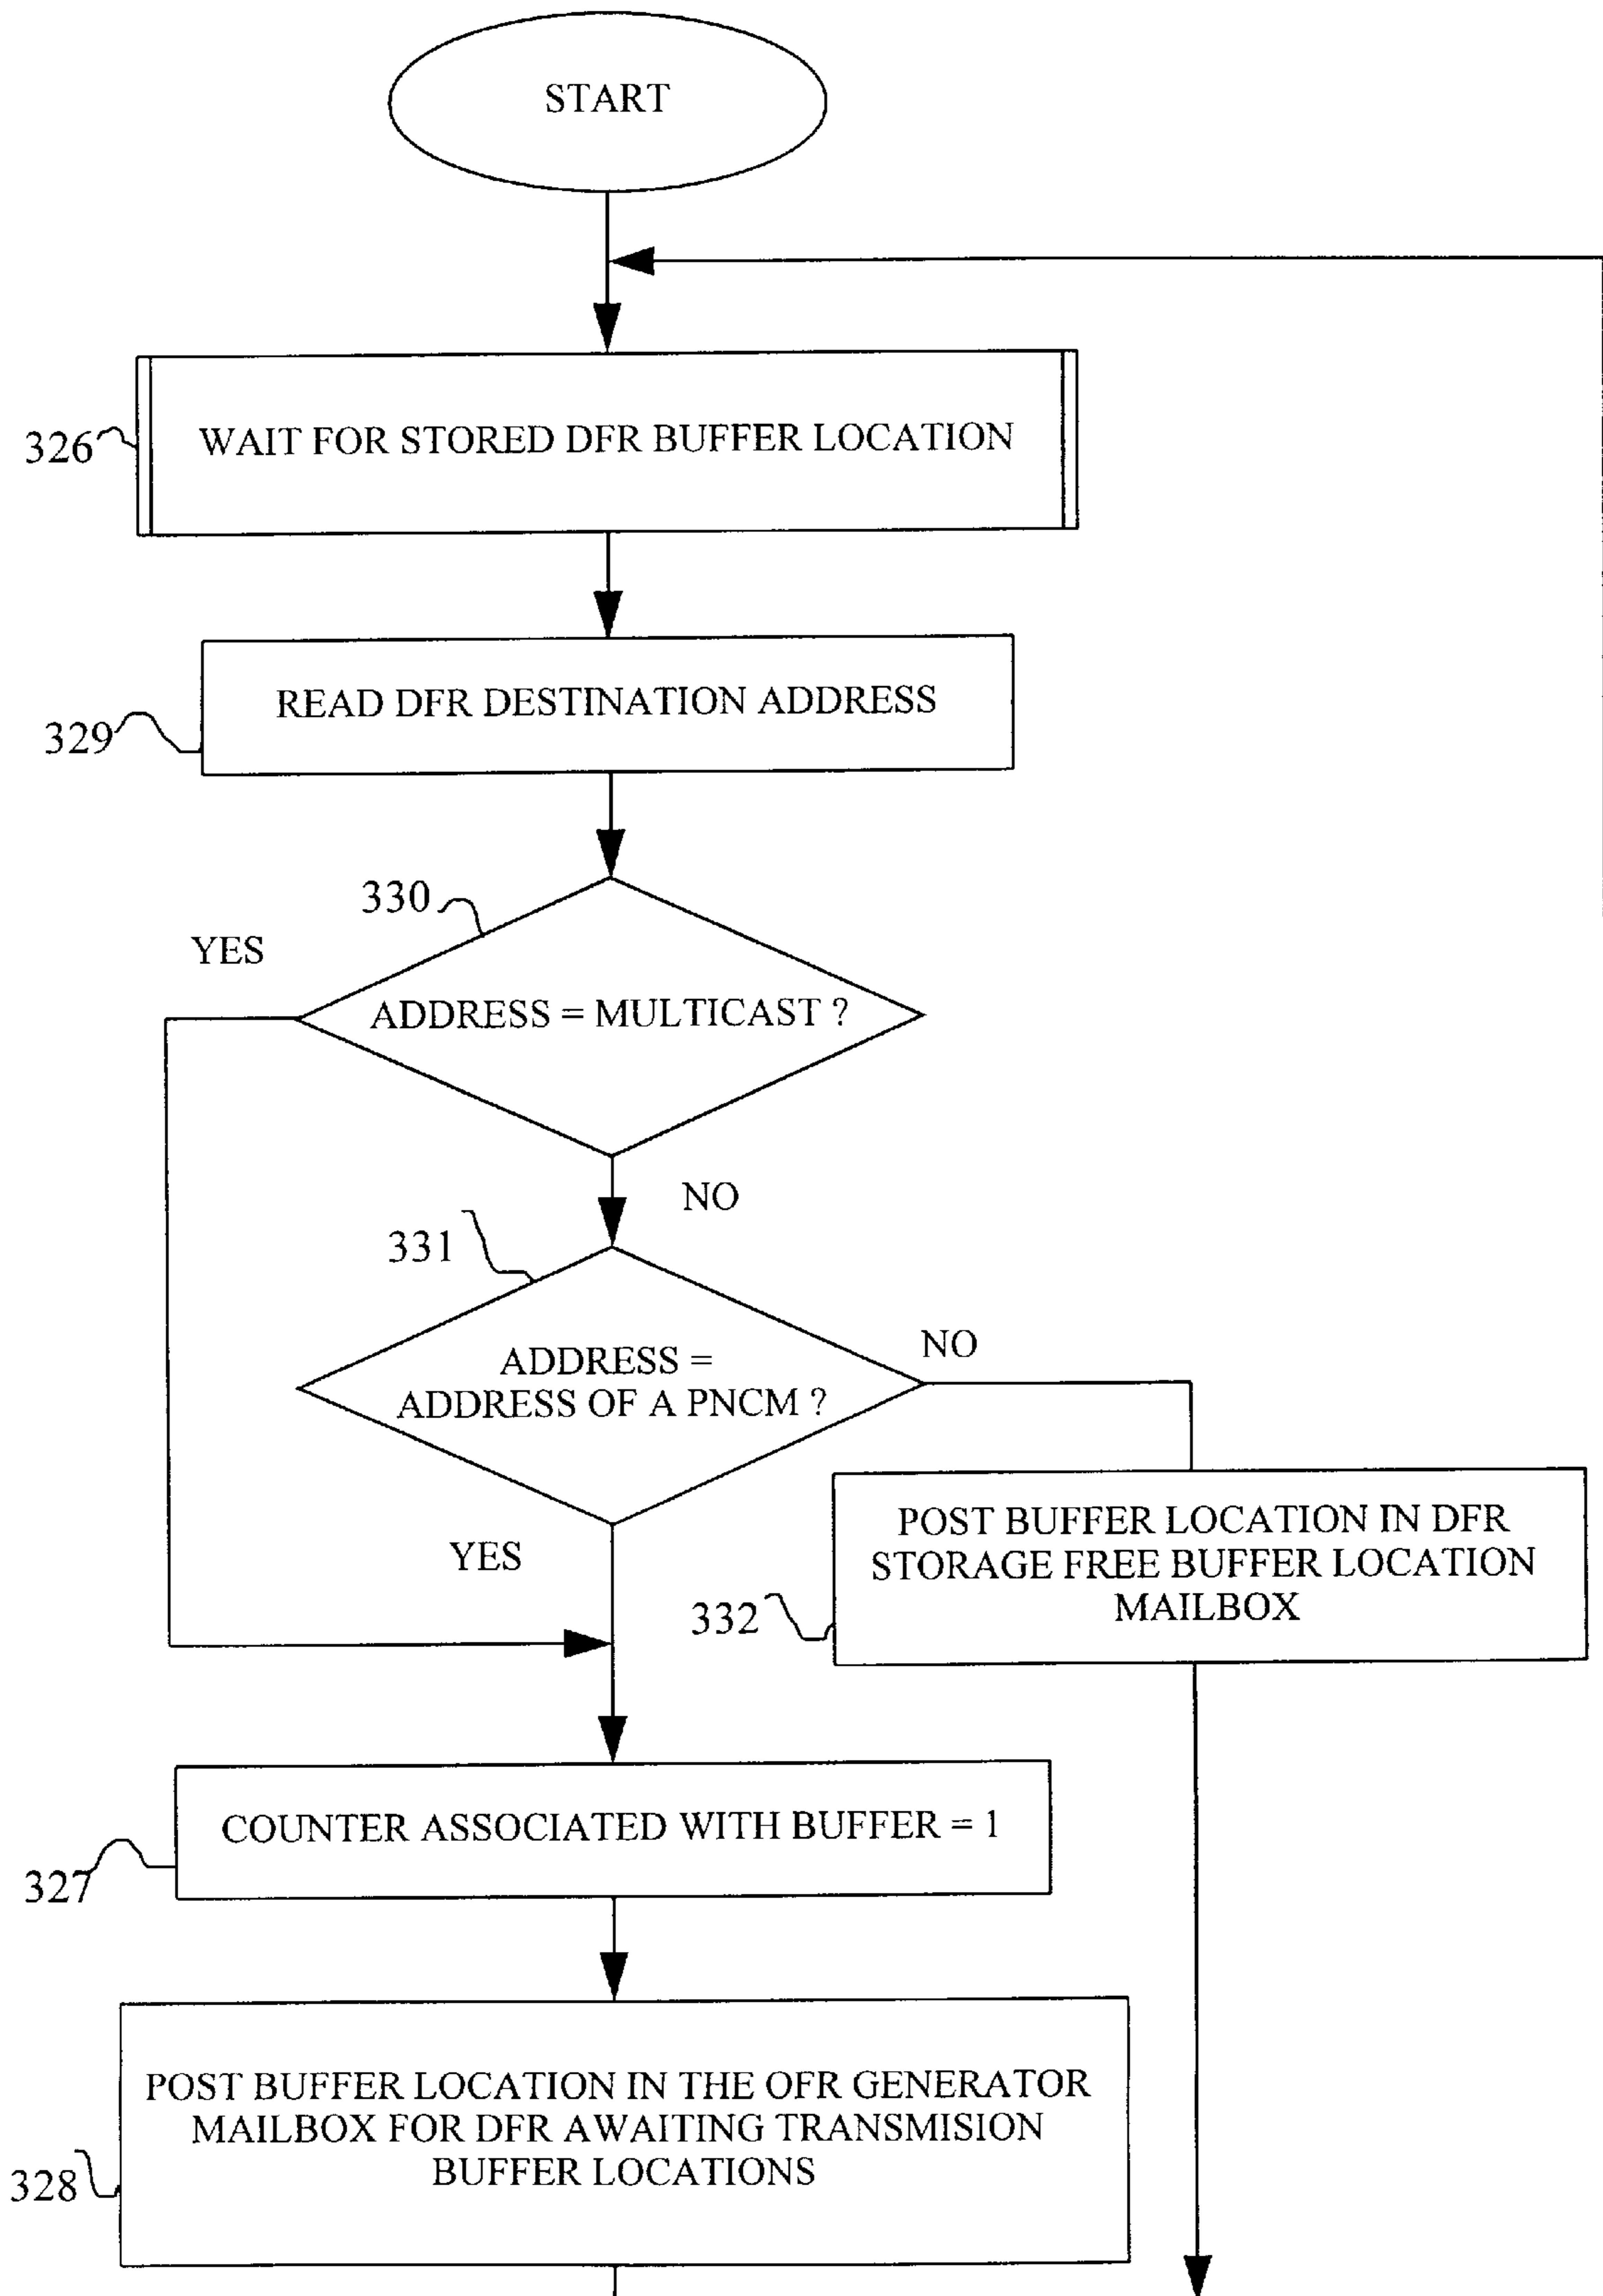 START
326
WAIT FOR STORED DFR BUFFER LOCATION
READ DFR DESTINATION ADDRESS
329
330
YES
ADDRESS = MULTICAST ?
NO
331
NO
ADDRESS =
ADDRESS OF A PNCM ?
POST BUFFER LOCATION IN DFR
STORAGE FREE BUFFER LOCATION
MAILBOX
YES
332
COUNTER ASSOCIATED WITH BUFFER = 1
327
POST BUFFER LOCATION IN THE OFR GENERATOR
MAILBOX FOR DFR AWAITING TRANSMISION
BUFFER LOCATIONS
328